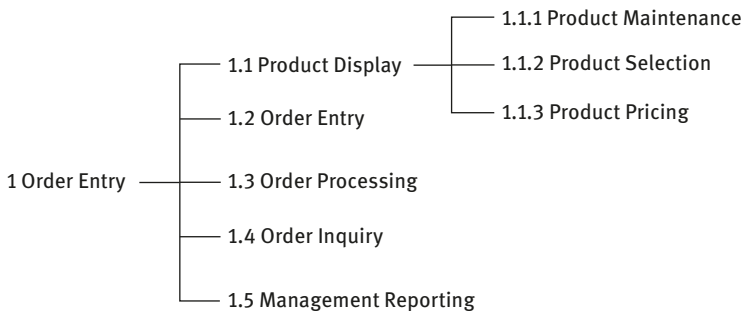 1 Order Entry
1.1 Product Display
1.1.1 Product Maintenance
1.1.2 Product Selection
1.1.3 Product Pricing
1.2 Order Entry
1.3 Order Processing
1.4 Order Inquiry
1.5 Management Reporting